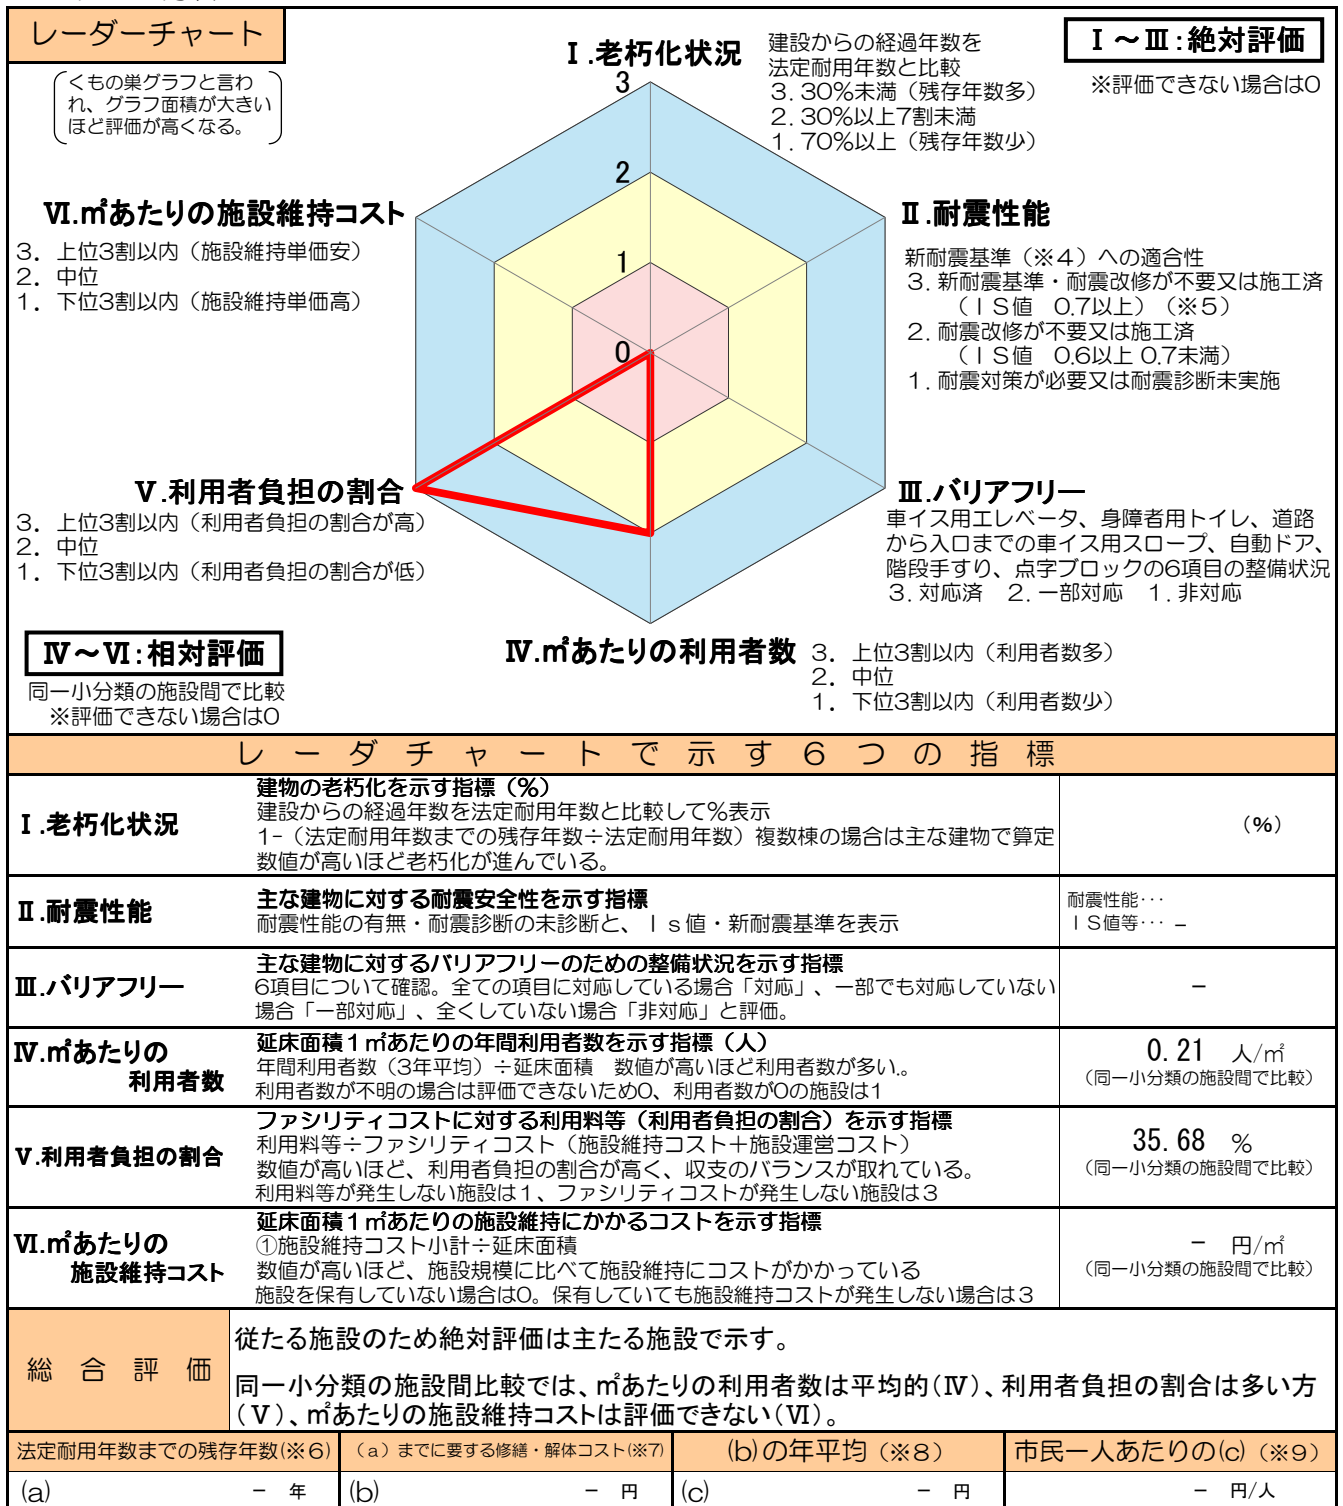 レーダーチャート
くもの巣グラフと言わ
れ、グラフ面積が大きい
ほど評価が高くなる。
Ⅰ.老朽化状況
建設からの経過年数を
法定耐用年数と比較
3. 30%未満（残存年数多）
2. 30%以上7割未満
1. 70%以上（残存年数少）
Ⅰ～Ⅲ:絶対評価
※評価できない場合は0
3
2
1
0
Ⅵ.㎡あたりの施設維持コスト
3. 上位3割以内（施設維持単価安）
2. 中位
1. 下位3割以内（施設維持単価高）
Ⅱ.耐震性能
新耐震基準（※4）への適合性
3. 新耐震基準・耐震改修が不要又は施工済
（ＩＳ値　0.7以上）（※5）
2. 耐震改修が不要又は施工済
（ＩＳ値　0.6以上 0.7未満）
1. 耐震対策が必要又は耐震診断未実施
Ⅴ.利用者負担の割合
3. 上位3割以内（利用者負担の割合が高）
2. 中位
1. 下位3割以内（利用者負担の割合が低）
Ⅲ.バリアフリー
車イス用エレベータ、身障者用トイレ、道路
から入口までの車イス用スロープ、自動ドア、
階段手すり、点字ブロックの6項目の整備状況
3. 対応済　2. 一部対応　1. 非対応
Ⅳ～Ⅵ:相対評価
同一小分類の施設間で比較
※評価できない場合は0
Ⅳ.㎡あたりの利用者数
3. 上位3割以内（利用者数多）
2. 中位
1. 下位3割以内（利用者数少）
レーダチャートで示す６つの指標
Ⅰ.老朽化状況
建物の老朽化を示す指標（%）
建設からの経過年数を法定耐用年数と比較して%表示
1-（法定耐用年数までの残存年数÷法定耐用年数）複数棟の場合は主な建物で算定
数値が高いほど老朽化が進んでいる。
（%）
Ⅱ.耐震性能
主な建物に対する耐震安全性を示す指標
耐震性能の有無・耐震診断の未診断と、Ｉｓ値・新耐震基準を表示
耐震性能…
ＩＳ値等… －
Ⅲ.バリアフリー
主な建物に対するバリアフリーのための整備状況を示す指標
6項目について確認。全ての項目に対応している場合「対応」、一部でも対応していない
場合「一部対応」、全くしていない場合「非対応」と評価。
－
Ⅳ.㎡あたりの
利用者数
延床面積１㎡あたりの年間利用者数を示す指標（人）
年間利用者数（3年平均）÷延床面積　数値が高いほど利用者数が多い。
利用者数が不明の場合は評価できないため0、利用者数が0の施設は1
0.21 人/㎡
（同一小分類の施設間で比較）
Ⅴ.利用者負担の割合
ファシリティコストに対する利用料等（利用者負担の割合）を示す指標
利用料等÷ファシリティコスト（施設維持コスト＋施設運営コスト）
数値が高いほど、利用者負担の割合が高く、収支のバランスが取れている。
利用料等が発生しない施設は１、ファシリティコストが発生しない施設は３
35.68 %
（同一小分類の施設間で比較）
Ⅵ.㎡あたりの
施設維持コスト
延床面積１㎡あたりの施設維持にかかるコストを示す指標
①施設維持コスト小計÷延床面積
数値が高いほど、施設規模に比べて施設維持にコストがかかっている
施設を保有していない場合は0。保有していても施設維持コストが発生しない場合は３
－ 円/㎡
（同一小分類の施設間で比較）
総合評価
従たる施設のため絶対評価は主たる施設で示す。
同一小分類の施設間比較では、㎡あたりの利用者数は平均的(Ⅳ)、利用者負担の割合は多い方
(Ⅴ)、㎡あたりの施設維持コストは評価できない(Ⅵ)。
法定耐用年数までの残存年数(※6)
（a）までに要する修繕・解体コスト(※7)
(b)の年平均（※8）
市民一人あたりの(c)（※9）
(a) － 年
(b) － 円
(c) － 円
－ 円/人